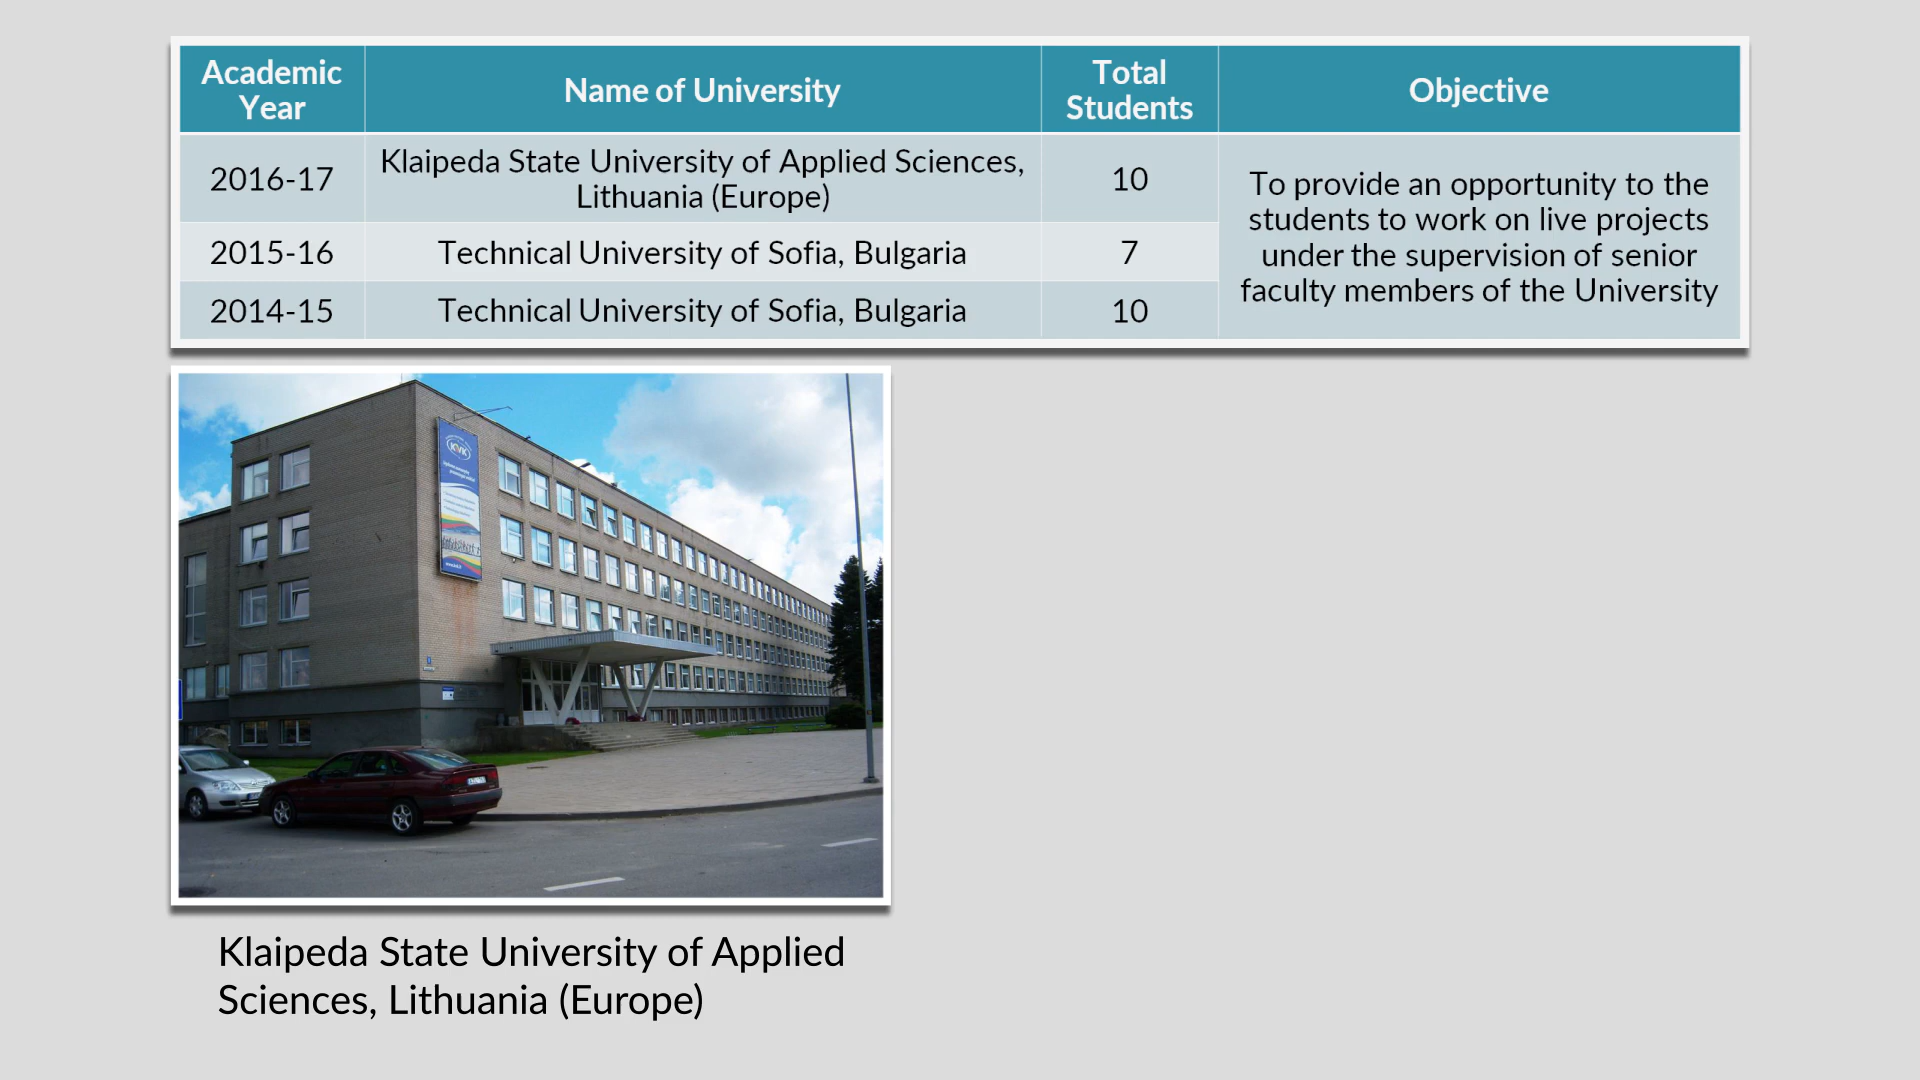 Academic Year
Name of University
Total Students
Objective
2016-17
Klaipeda State University of Applied Sciences,
Lithuania (Europe)
10
To provide an opportunity to the
students to work on live projects
under the supervision of senior
faculty members of the University
2015-16
Technical University of Sofia, Bulgaria
7
2014-15
Technical University of Sofia, Bulgaria
10
KVK
Klaipeda State University of Applied
Sciences, Lithuania (Europe)